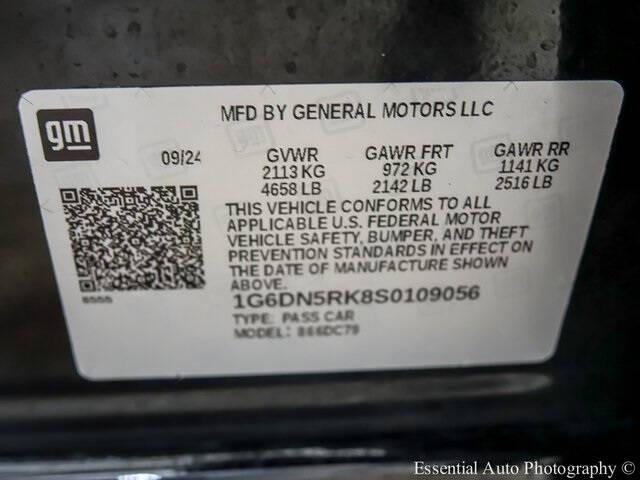 MFD BY GENERAL MOTORS LLC
gm
09/24
GVWR GAWR FRT GAWR RR
2113 KG 972 KG 1141 KG
4658 LB 2142 LB 2516 LB
THIS VEHICLE CONFORMS TO ALL
APPLICABLE U.S. FEDERAL MOTOR
VEHICLE SAFETY, BUMPER, AND THEFT
PREVENTION STANDARDS IN EFFECT ON
THE DATE OF MANUFACTURE SHOWN
ABOVE.
8555
1G6DN5RK8S0109056
TYPE: PASS CAR
MODEL: 866DC79
Essential Auto Photography ©